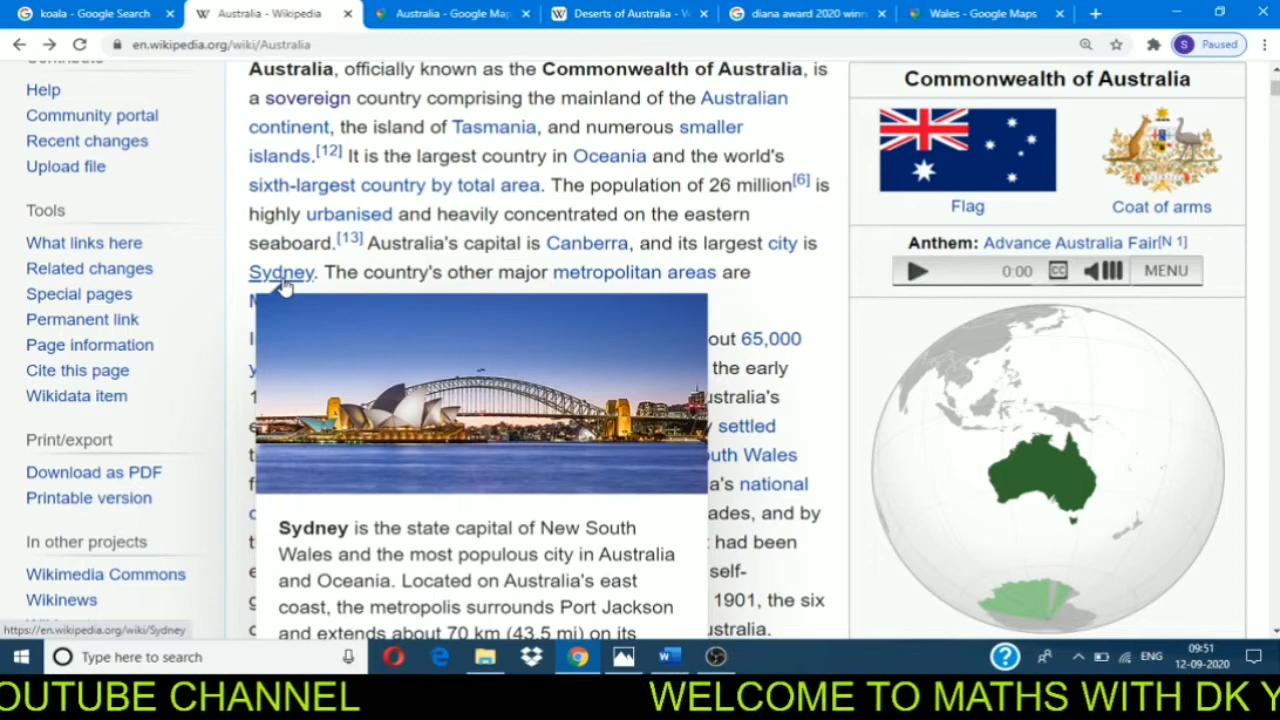 koala - Google Search
Australia - Wikipedia
Australia - Google Ma
Deserts of Australia - W
diana award 2020 winn
Wales - Google Maps
en.wikipedia.org/wiki/Australia
S Paused
Help
Community portal
Recent changes
Upload file
Tools
What links here
Related changes
Special pages
Permanent link
Page information
Cite this page
Wikidata item
Print/export
Download as PDF
Printable version
In other projects
Wikimedia Commons
Wikinews
https://en.wikipedia.org/wiki/Sydney
Australia, officially known as the Commonwealth of Australia, is
a sovereign country comprising the mainland of the Australian
continent, the island of Tasmania, and numerous smaller
islands.[12] It is the largest country in Oceania and the world's
sixth-largest country by total area. The population of 26 million[6] is
highly urbanised and heavily concentrated on the eastern
seaboard.[13] Australia's capital is Canberra, and its largest city is
Sydney. The country's other major metropolitan areas are
out 65,000
the early
ustralia's
settled
outh Wales
a's national
ades, and by
had been
self-
1901, the six
ustralia.
Sydney is the state capital of New South
Wales and the most populous city in Australia
and Oceania. Located on Australia's east
coast, the metropolis surrounds Port Jackson
and extends about 70 km (43.5 mi) on its
Commonwealth of Australia
Flag
Coat of arms
Anthem: Advance Australia Fair[N 1]
0:00 CC MENU
Type here to search
ENG
09:51
12-09-2020
OUTUBE CHANNEL WELCOME TO MATHS WITH DK Y